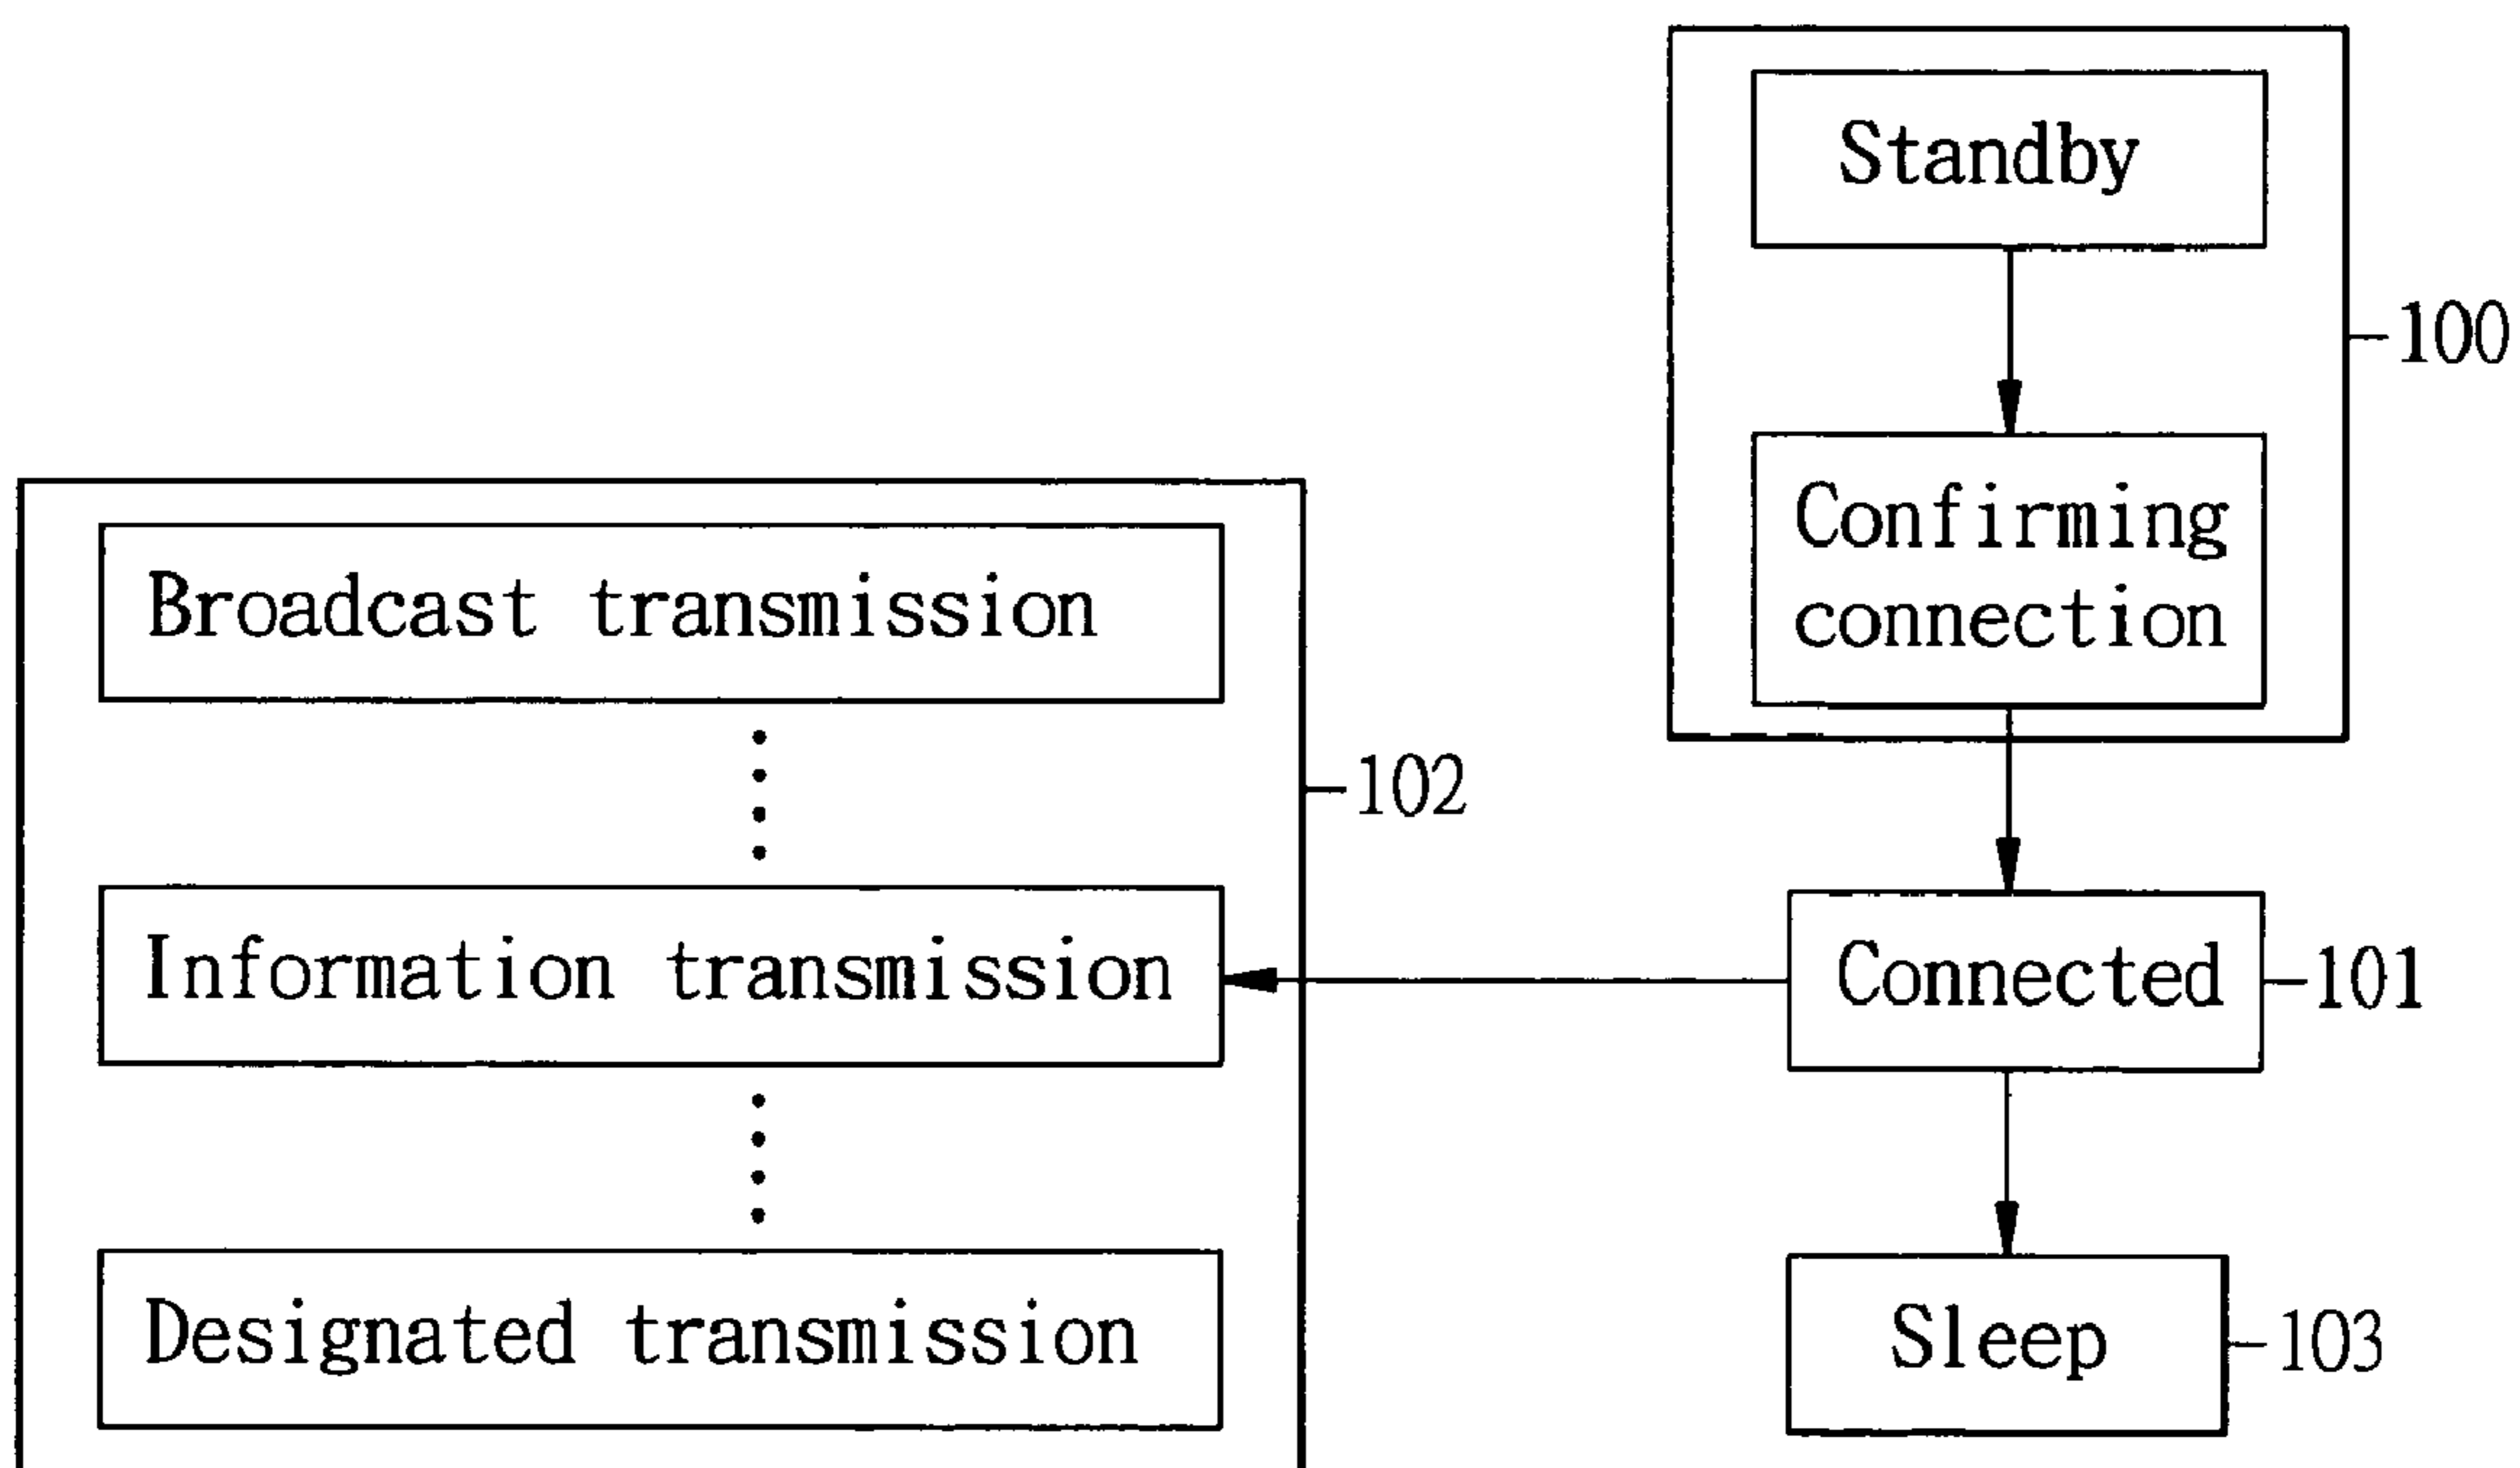 Standby
100
Confirming
connection
Broadcast transmission
102
Information transmission
Connected
101
Designated transmission
Sleep
103